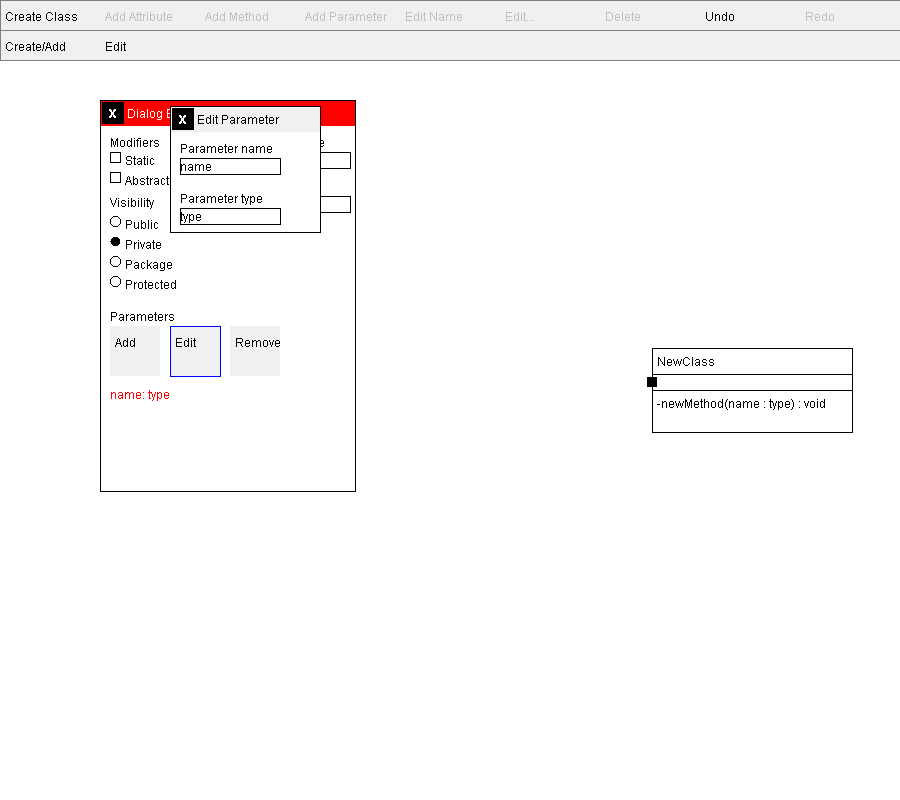 Create Class Add Attribute Add Method Add Parameter Edit Name Edit... Delete Undo Redo
Create/Add Edit
X Dialog
X Edit Parameter
Modifiers
Static
Abstract
Visibility
Public
Private
Package
Protected
Parameter name
name
Parameter type
type
Parameters
Add Edit Remove
name: type
NewClass
-newMethod(name : type) : void